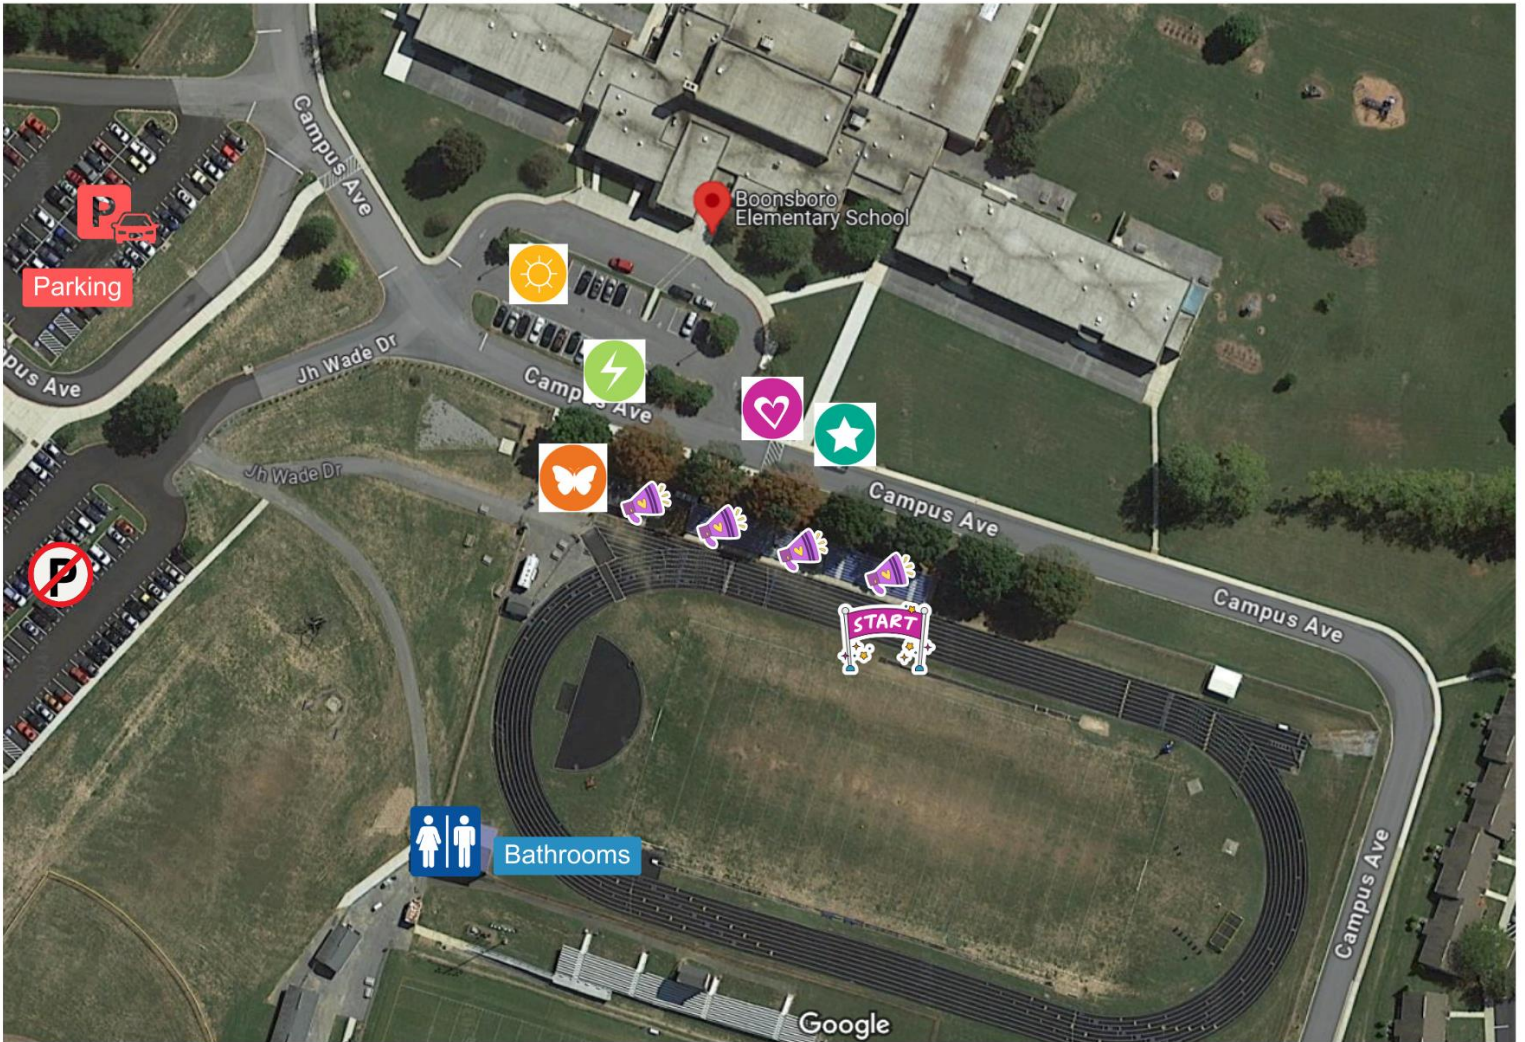 Campus Ave
P
Parking
Boonsboro
Elementary School
pus Ave
Jh Wade Dr
Campus Ave
Jh Wade Dr
Campus Ave
Campus Ave
P
START
Bathrooms
Campus Ave
Google